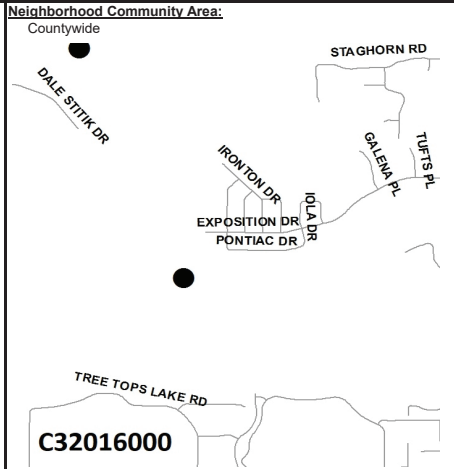 Neighborhood Community Area:
Countywide
STAGHORN RD
DALE STITIK DR
GALENA PL
TUFTS PL
IRONTON DR
IOLA DR
EXPOSITION DR
PONTIAC DR
TREE TOPS LAKE RD
C32016000